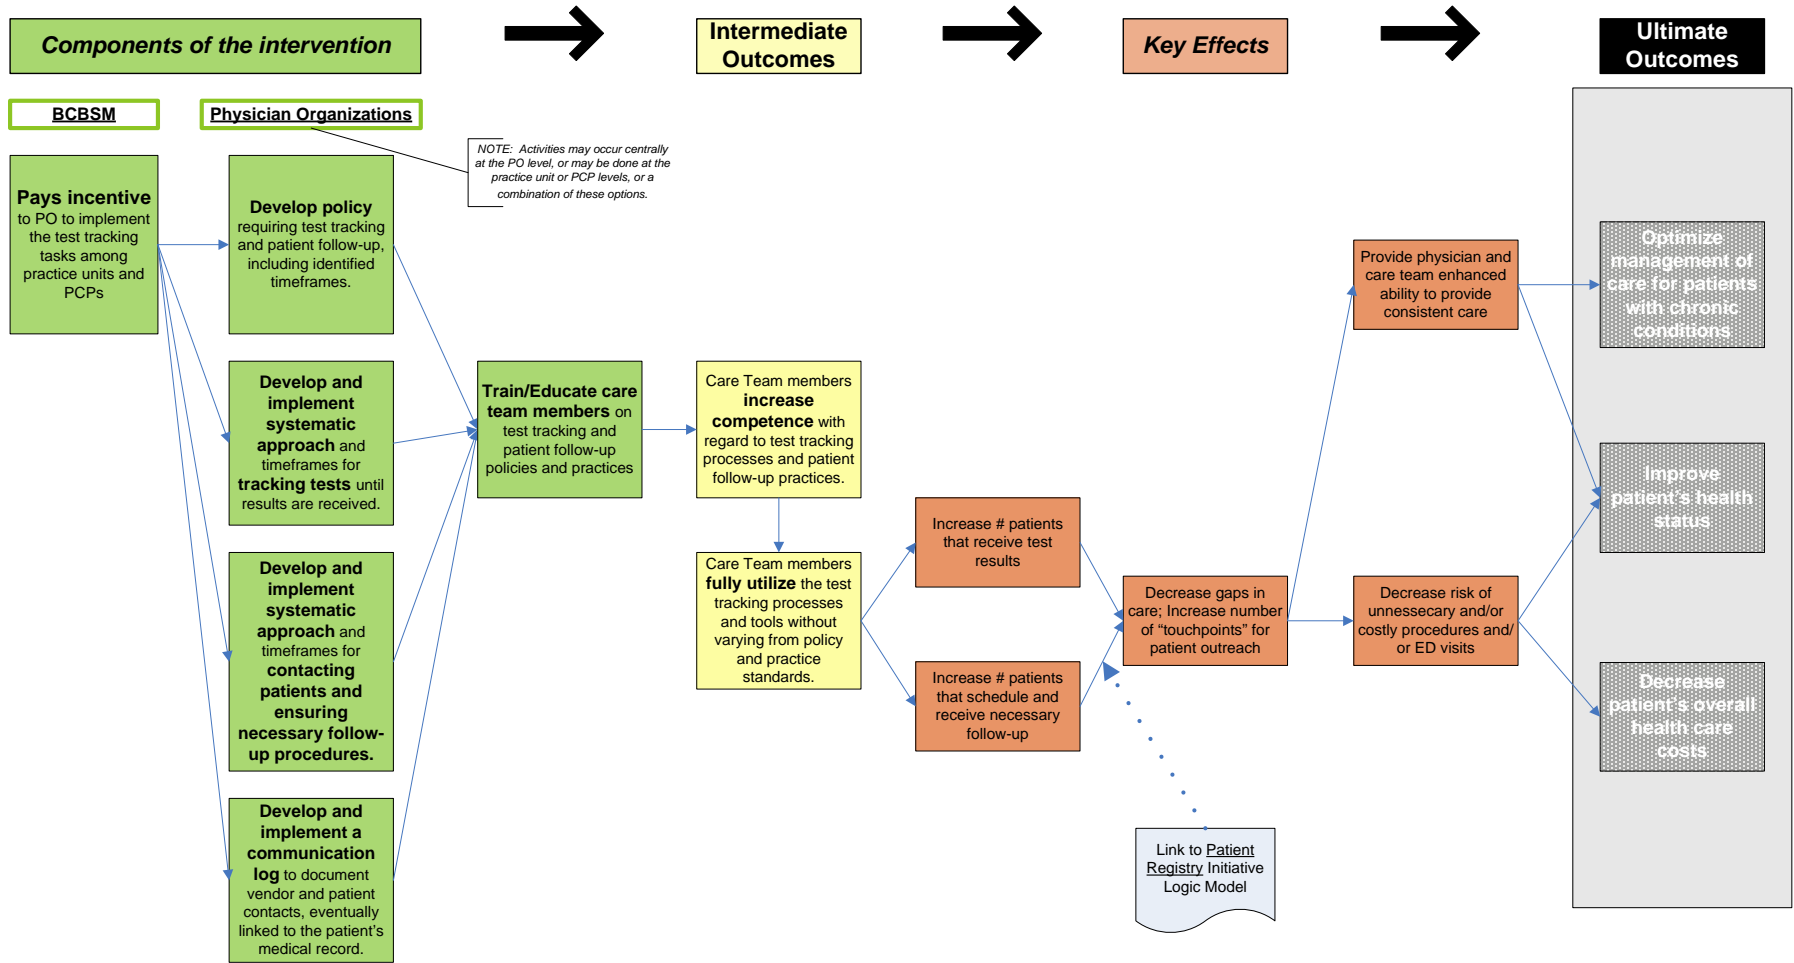 Components of the intervention
Intermediate
Outcomes
Key Effects
Ultimate
Outcomes
BCBSM
Physician Organizations
NOTE: Activities may occur centrally
at the PO level, or may be done at the
practice unit or PCP levels, or a
combination of these options.
Pays incentive
to PO to implement
the test tracking
tasks among
practice units and
PCPs
Develop policy
requiring test tracking
and patient follow-up,
including identified
timeframes.
Develop and
implement
systematic
approach and
timeframes for
tracking tests until
results are received.
Develop and
implement
systematic
approach and
timeframes for
contacting
patients and
ensuring
necessary follow-
up procedures.
Develop and
implement a
communication
log to document
vendor and patient
contacts, eventually
linked to the patient's
medical record.
Train/Educate care
team members on
test tracking and
patient follow-up
policies and practices
Care Team members
increase
competence with
regard to test tracking
processes and patient
follow-up practices.
Care Team members
fully utilize the test
tracking processes
and tools without
varying from policy
and practice
standards.
Increase # patients
that receive test
results
Increase # patients
that schedule and
receive necessary
follow-up
Decrease gaps in
care; Increase number
of “touchpoints” for
patient outreach
Link to Patient
Registry Initiative
Logic Model
Provide physician and
care team enhanced
ability to provide
consistent care
Decrease risk of
unnessecary and/or
costly procedures and/
or ED visits
Optimize
management of
care for patients
with chronic
conditions
Improve
patient's health
status
Decrease
patient's overall
health care
costs